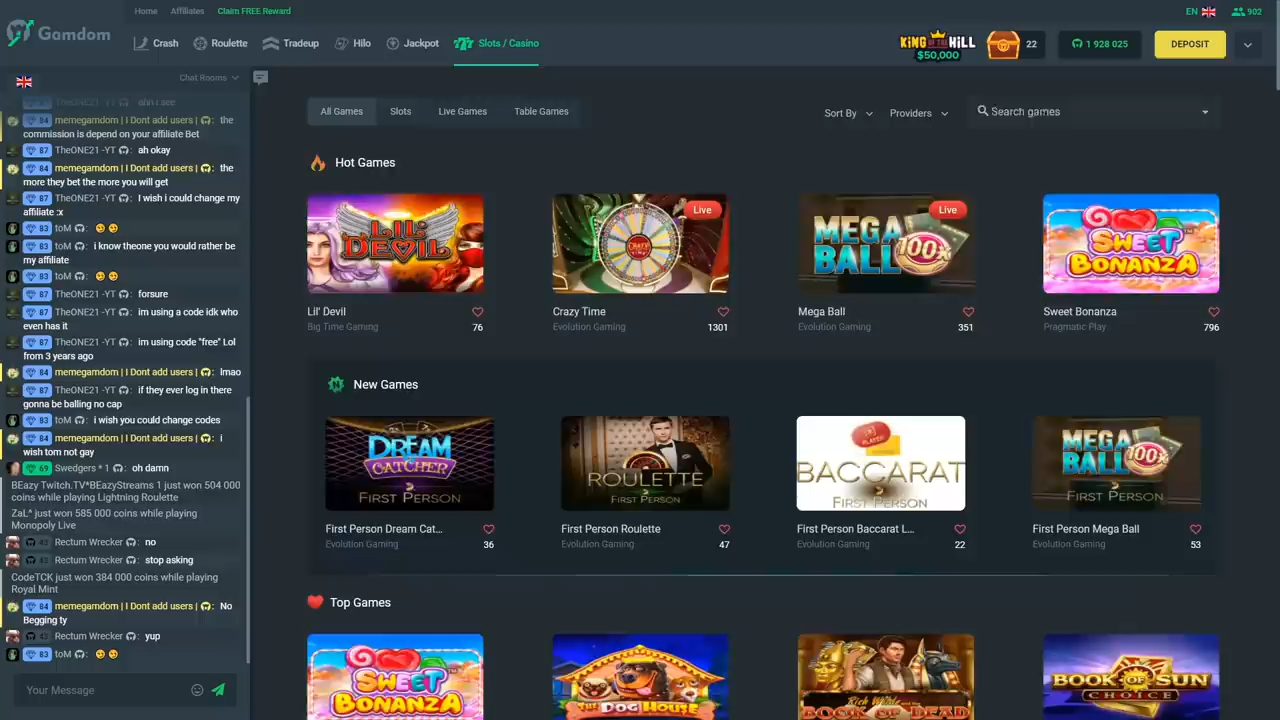 Home Affiliates Claim FREE Reward
EN 902
Gamdom
Crash Roulette Tradeup Hilo Jackpot Slots / Casino
KING OF THE HILL
$50,000
22
1 928 025
DEPOSIT
Chat Rooms
ahh i see
84 memegamdom | I Dont add users | : the
commission is depend on your affiliate Bet
87 TheONE21 -YT : ah okay
84 memegamdom | I Dont add users | : the
more they bet the more you will get
87 TheONE21 -YT : I wish i could change my
affiliate :x
83 toM : 😏 😏
83 toM : i know theone you would rather be
my affiliate
83 toM : 😏 😏
87 TheONE21 -YT : forsure
87 TheONE21 -YT : im using a code idk who
even has it
87 TheONE21 -YT : im using code "free" Lol
from 3 years ago
84 memegamdom | I Dont add users | : lmao
87 TheONE21 -YT : if they ever log in there
gonna be balling no cap
83 toM : i wish you could change codes
84 memegamdom | I Dont add users | : i
wish tom not gay
69 Swedgers * 1 : oh damn
BEazy Twitch.TV*BEazyStreams 1 just won 504 000
coins while playing Lightning Roulette
ZaL^ just won 585 000 coins while playing
Monopoly Live
43 Rectum Wrecker : no
43 Rectum Wrecker : stop asking
CodeTCK just won 384 000 coins while playing
Royal Mint
84 memegamdom | I Dont add users | : No
Begging ty
43 Rectum Wrecker : yup
83 toM : 😏 😏
Your Message
All Games Slots Live Games Table Games
Sort By Providers Search games
Hot Games
LIL' DEVIL
CRAZY TIME
Live
MEGA BALL 100x
Live
SWEET BONANZA
Lil' Devil Crazy Time Mega Ball Sweet Bonanza
Big Time Gaming 76 Evolution Gaming 1301 Evolution Gaming 351 Pragmatic Play 796
New Games
DREAM CATCHER
FIRST PERSON
ROULETTE
FIRST PERSON
PLAYER
BACCARAT
FIRST PERSON
MEGA BALL 100x
FIRST PERSON
First Person Dream Cat... First Person Roulette First Person Baccarat L... First Person Mega Ball
Evolution Gaming 36 Evolution Gaming 47 Evolution Gaming 22 Evolution Gaming 53
Top Games
SWEET BONANZA
THE DOG HOUSE
Rich Wilde
BOOK OF DEAD
BOOK OF SUN
CHOICE